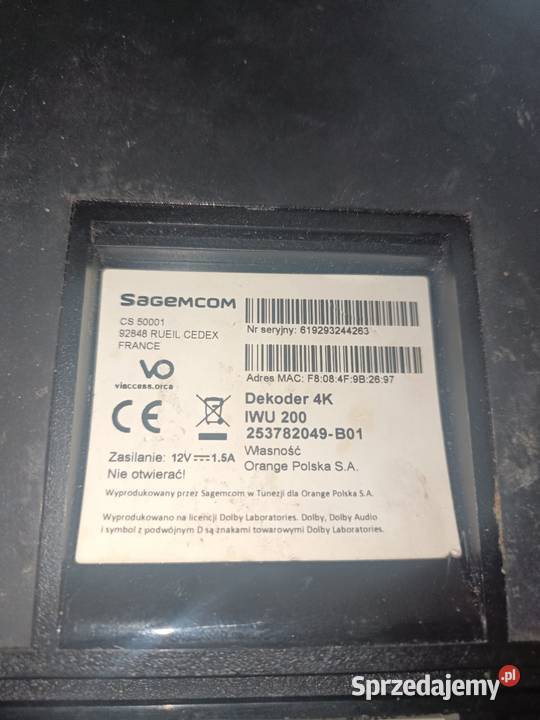 SAGEMCOM
CS 50001
92848 RUEIL CEDEX
FRANCE
Nr seryjny: 619293244263
VO
viaccess.orca
Adres MAC: F8:08:4F:9B:26:97
CE
Dekoder 4K
IWU 200
253782049-B01
Zasilanie: 12V⎓1.5A
Własność
Nie otwierać!
Orange Polska S.A.
Wyprodukowany przez Sagemcom w Tunezji dla Orange Polska S.A.
Wyprodukowano na licencji Dolby Laboratories. Dolby, Dolby Audio
i symbol z podwójnym D są znakami towarowymi Dolby Laboratories.
Sprzedajemy.pl